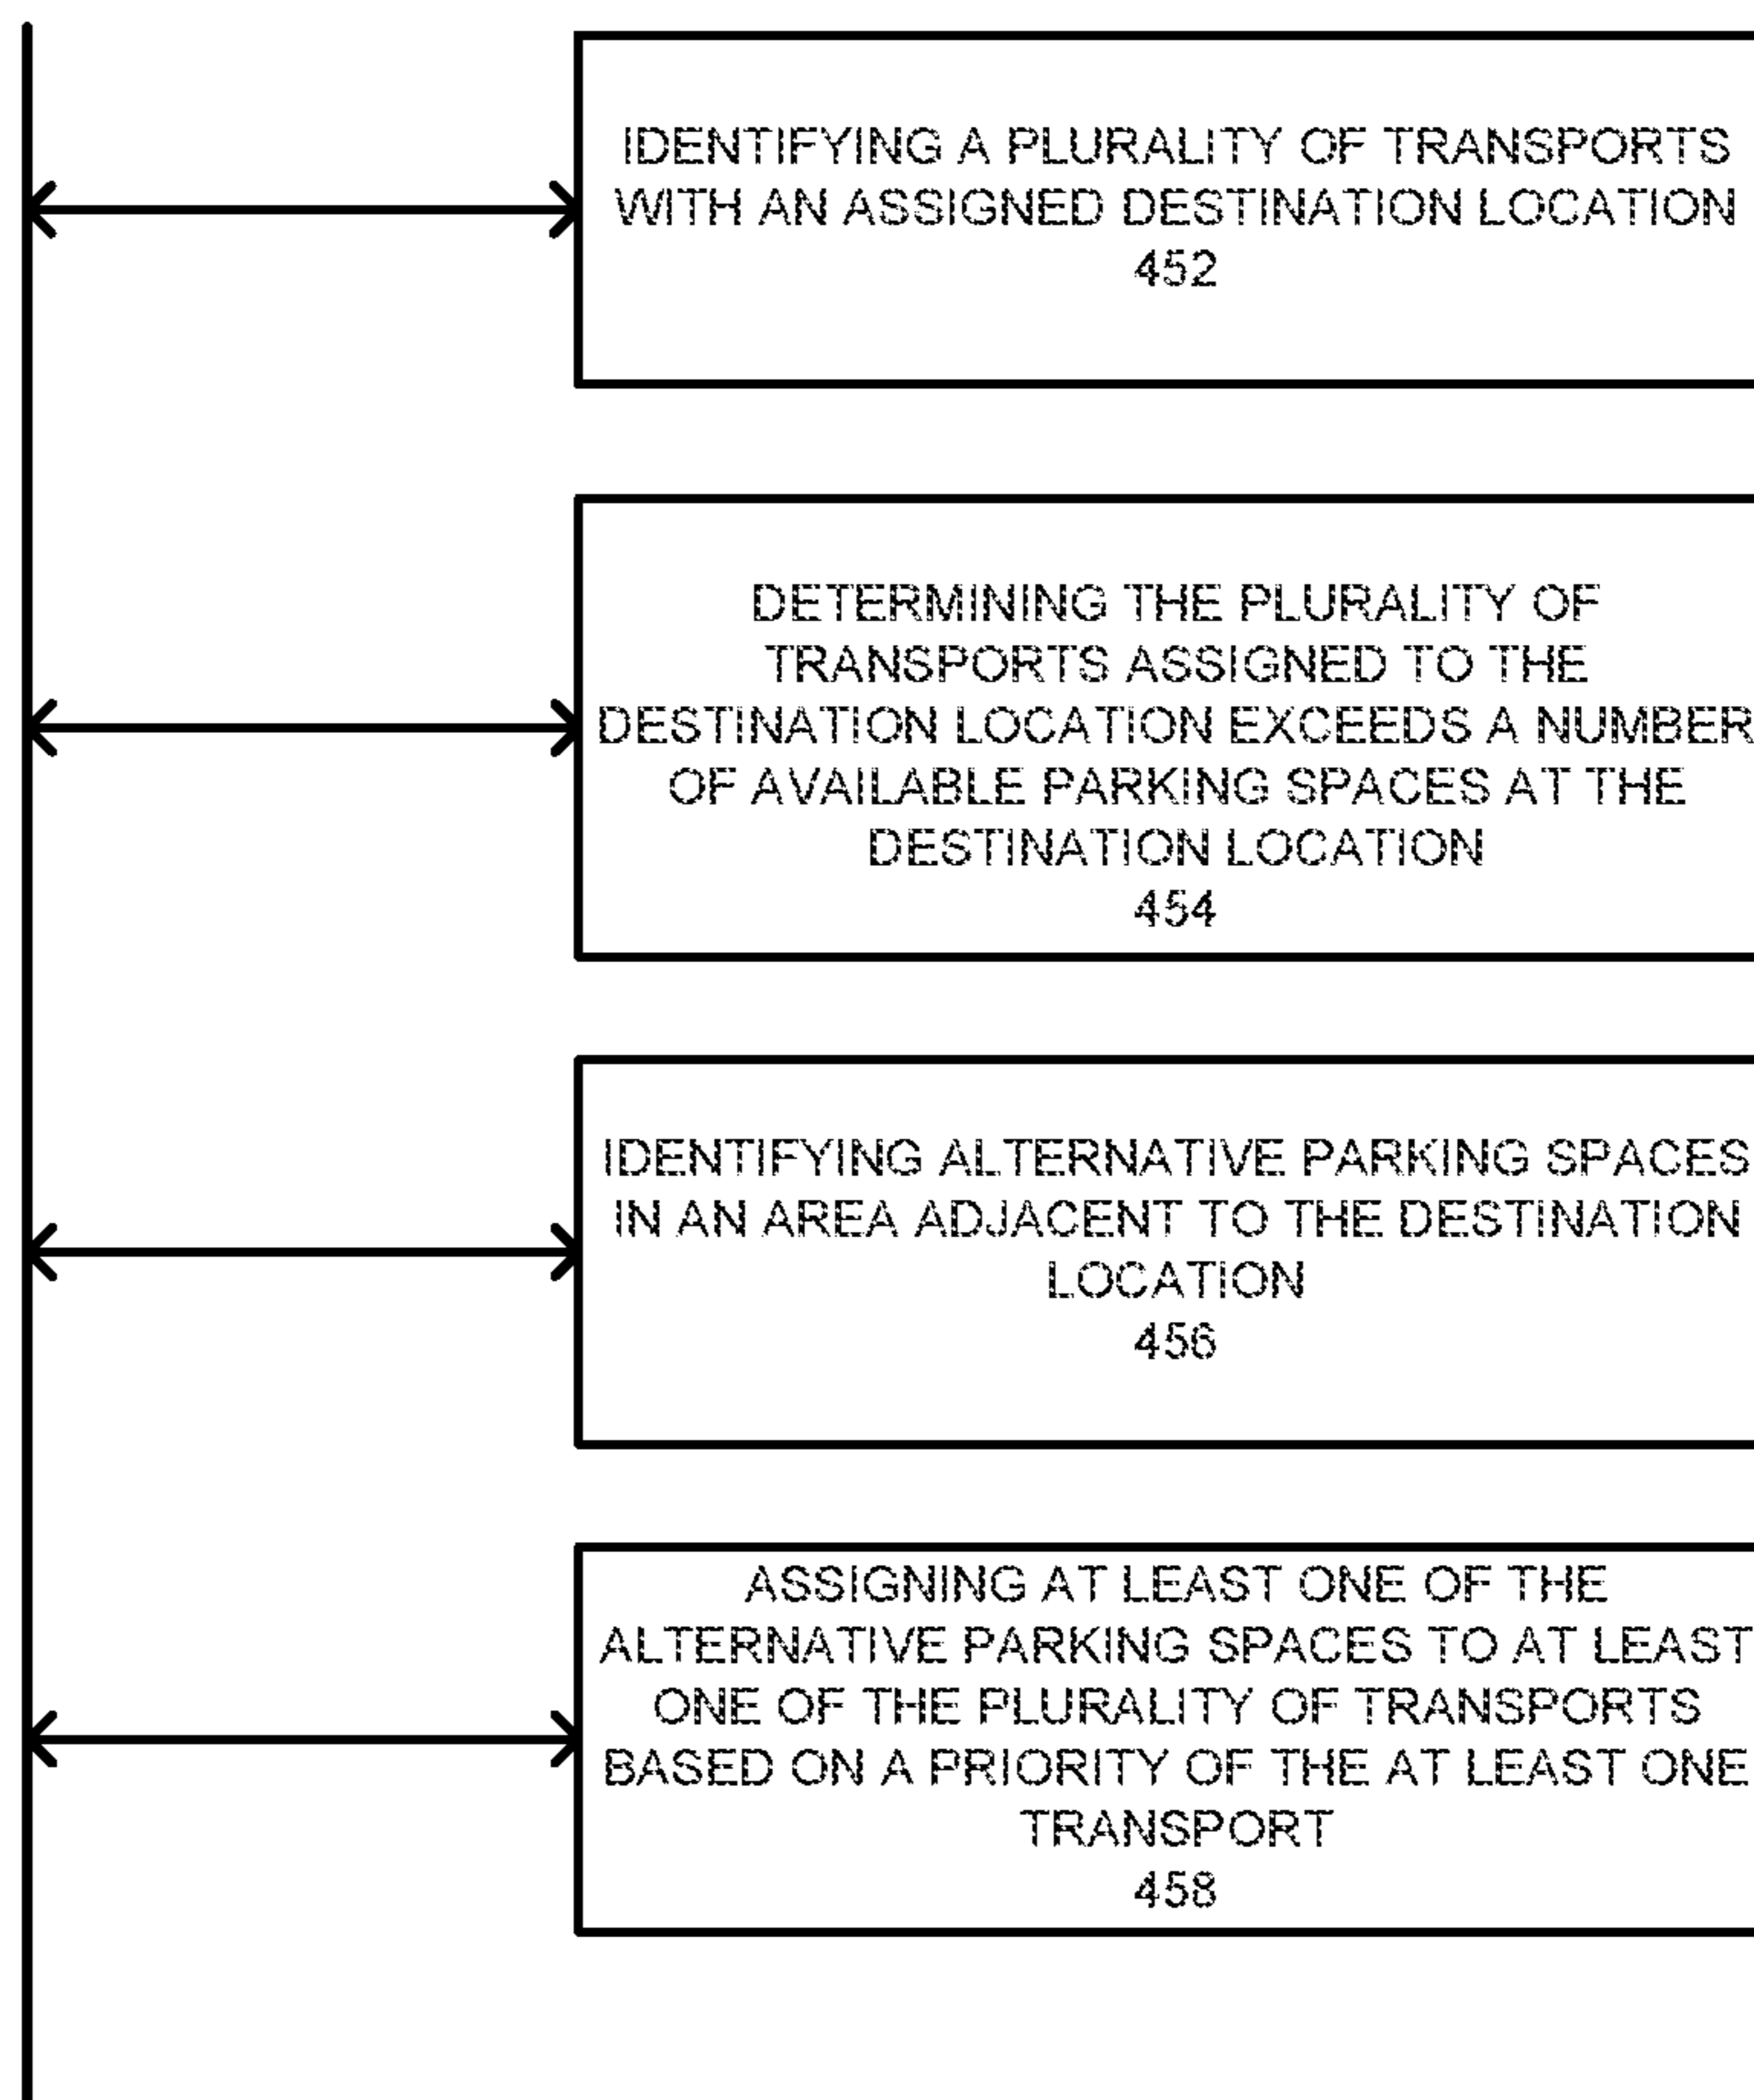 IDENTIFYING A PLURALITY OF TRANSPORTS
WITH AN ASSIGNED DESTINATION LOCATION
452
DETERMINING THE PLURALITY OF
TRANSPORTS ASSIGNED TO THE
DESTINATION LOCATION EXCEEDS A NUMBER
OF AVAILABLE PARKING SPACES AT THE
DESTINATION LOCATION
454
IDENTIFYING ALTERNATIVE PARKING SPACES
IN AN AREA ADJACENT TO THE DESTINATION
LOCATION
456
ASSIGNING AT LEAST ONE OF THE
ALTERNATIVE PARKING SPACES TO AT LEAST
ONE OF THE PLURALITY OF TRANSPORTS
BASED ON A PRIORITY OF THE AT LEAST ONE
TRANSPORT
458